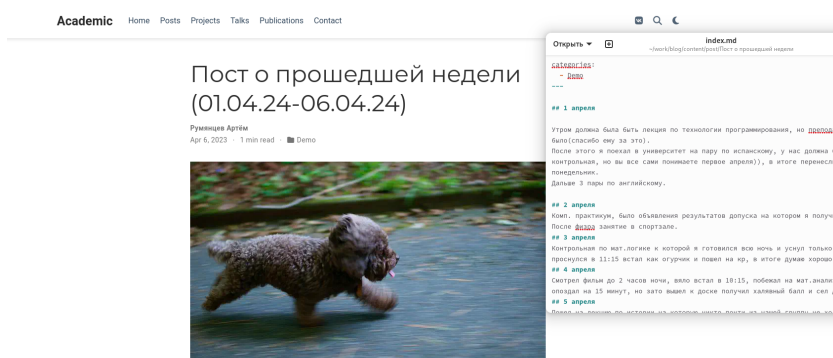 Academic Home Posts Projects Talks Publications Contact
Пост о прошедшей недели
(01.04.24-06.04.24)
Румянцев Артём
Apr 6, 2023 · 1 min read · Demo
Открыть
index.md
~/work/blog/content/post/Пост о прошедшей недели
categories:
- Demo
---
## 1 апреля
Утром должна была быть лекция по технологии программирования, но
было(спасибо ему за это).
После этого я поехал в университет на пару по испанскому, у нас должна
контрольная, но вы все сами понимаете первое апреля)), в итоге
понедельник.
Дальше 3 пары по английскому.
## 2 апреля
Комп. практикум, было объявления результатов допуска на котором я
После физра занятие в спортзале.
## 3 апреля
Контрольная по мат.логике к которой я готовился всю ночь и уснул только
проснулся в 11:15 встал как огурчик и пошел на кр, в итоге думаю хорошо
## 4 апреля
Смотрел фильм до 2 часов ночи, вяло встал в 10:15, побежал на
опоздал на 15 минут, но зато вышел к доске получил халявный балл и сел
## 5 апреля